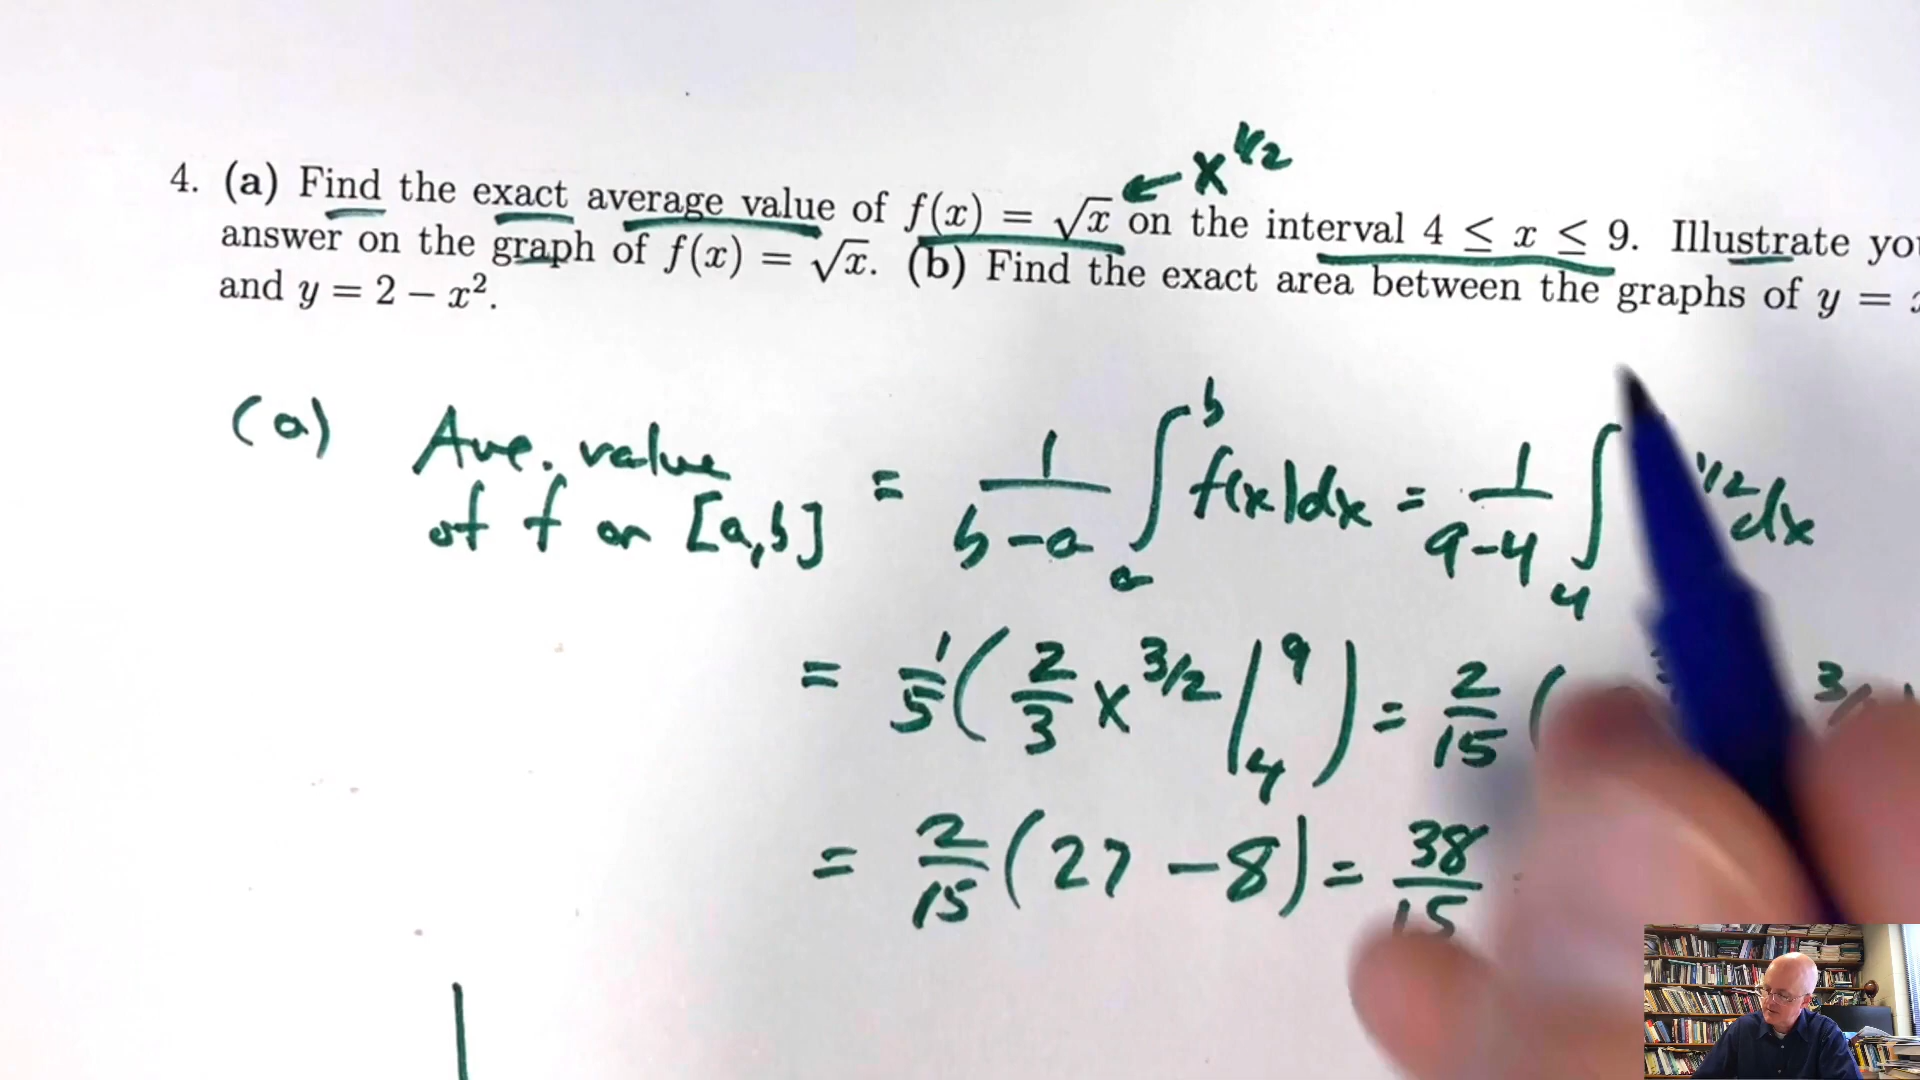 4. (a) Find the exact average value of f(x) = √x on the interval 4 ≤ x ≤ 9. Illustrate
← x^1/2
answer on the graph of f(x) = √x. (b) Find the exact area between the graphs of y =
and y = 2 − x².
(a) Ave. value of f on [a,b] = 1/(b-a) ∫_a^b f(x)dx = 1/(9-4) ∫_4 ^1/2 dx
= 1/5 ( 2/3 x^3/2 |_4^9 ) = 2/15 (
= 2/15 (27 - 8) = 38/15